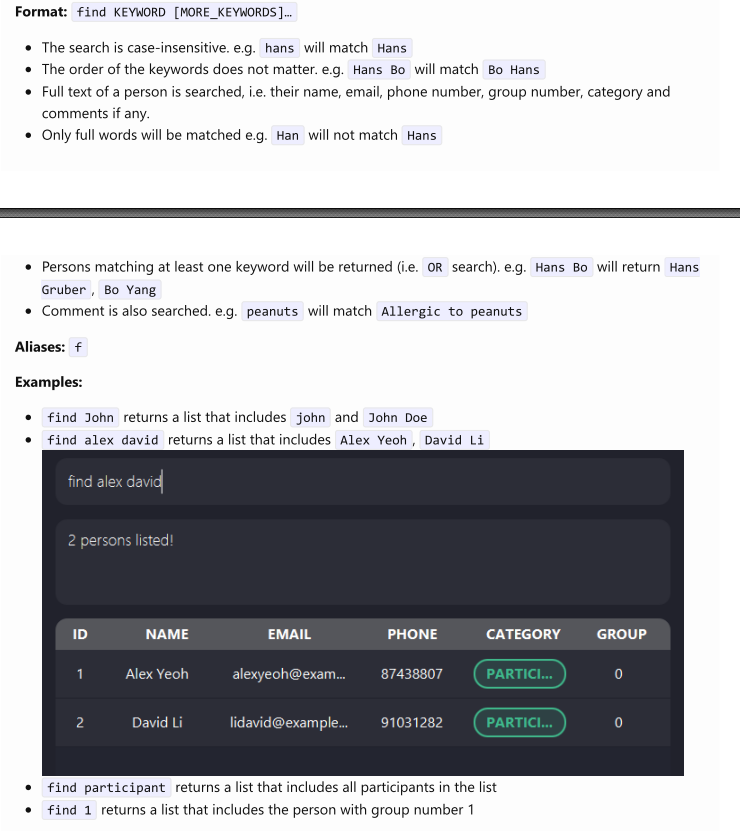 Format: find KEYWORD [MORE_KEYWORDS]…
• The search is case-insensitive. e.g. hans will match Hans
• The order of the keywords does not matter. e.g. Hans Bo will match Bo Hans
• Full text of a person is searched, i.e. their name, email, phone number, group number, category and
comments if any.
• Only full words will be matched e.g. Han will not match Hans
• Persons matching at least one keyword will be returned (i.e. OR search). e.g. Hans Bo will return Hans
Gruber, Bo Yang
• Comment is also searched. e.g. peanuts will match Allergic to peanuts
Aliases: f
Examples:
• find John returns a list that includes john and John Doe
• find alex david returns a list that includes Alex Yeoh, David Li
find alex david
2 persons listed!
ID NAME EMAIL PHONE CATEGORY GROUP
1 Alex Yeoh alexyeoh@exam... 87438807 PARTICI... 0
2 David Li lidavid@example... 91031282 PARTICI... 0
• find participant returns a list that includes all participants in the list
• find 1 returns a list that includes the person with group number 1